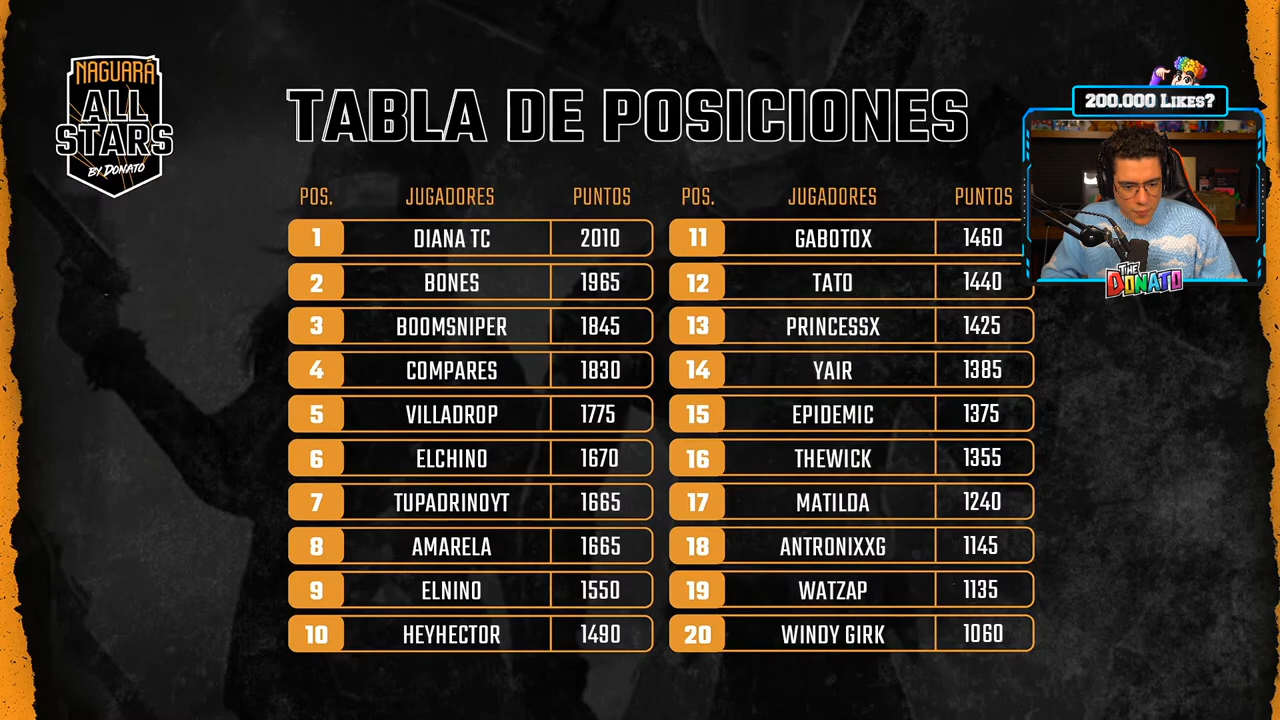 NAGUARÁ
ALL
STARS
BY DONATO
TABLA DE POSICIONES
200.000 LIKES?
THE
DONATO
POS. JUGADORES PUNTOS
1 DIANA TC 2010
2 BONES 1965
3 BOOMSNIPER 1845
4 COMPARES 1830
5 VILLADROP 1775
6 ELCHINO 1670
7 TUPADRINOYT 1665
8 AMARELA 1665
9 ELNINO 1550
10 HEYHECTOR 1490
POS. JUGADORES PUNTOS
11 GABOTOX 1460
12 TATO 1440
13 PRINCESSX 1425
14 YAIR 1385
15 EPIDEMIC 1375
16 THEWICK 1355
17 MATILDA 1240
18 ANTRONIXXG 1145
19 WATZAP 1135
20 WINDY GIRK 1060